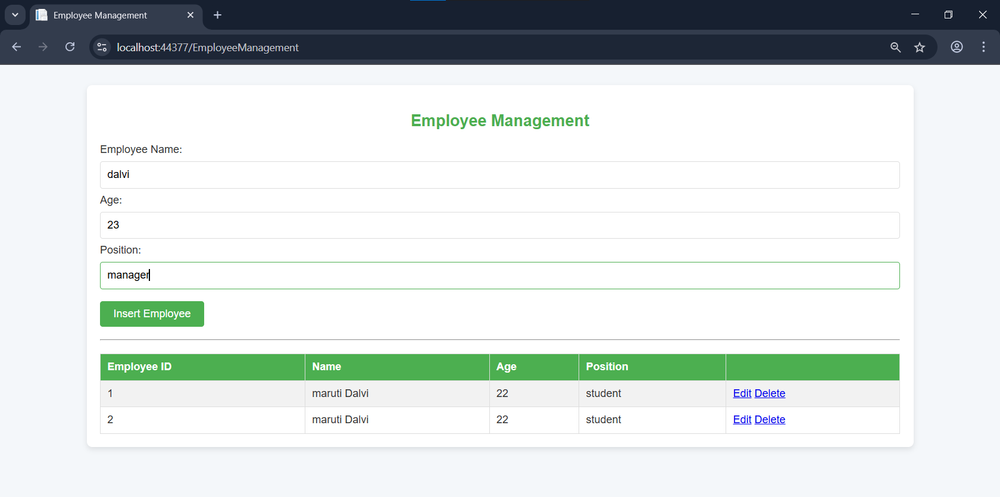 Employee Management
localhost:44377/EmployeeManagement
Employee Management
Employee Name:
dalvi
Age:
23
Position:
manager
Insert Employee
Employee ID Name Age Position
1 maruti Dalvi 22 student Edit Delete
2 maruti Dalvi 22 student Edit Delete